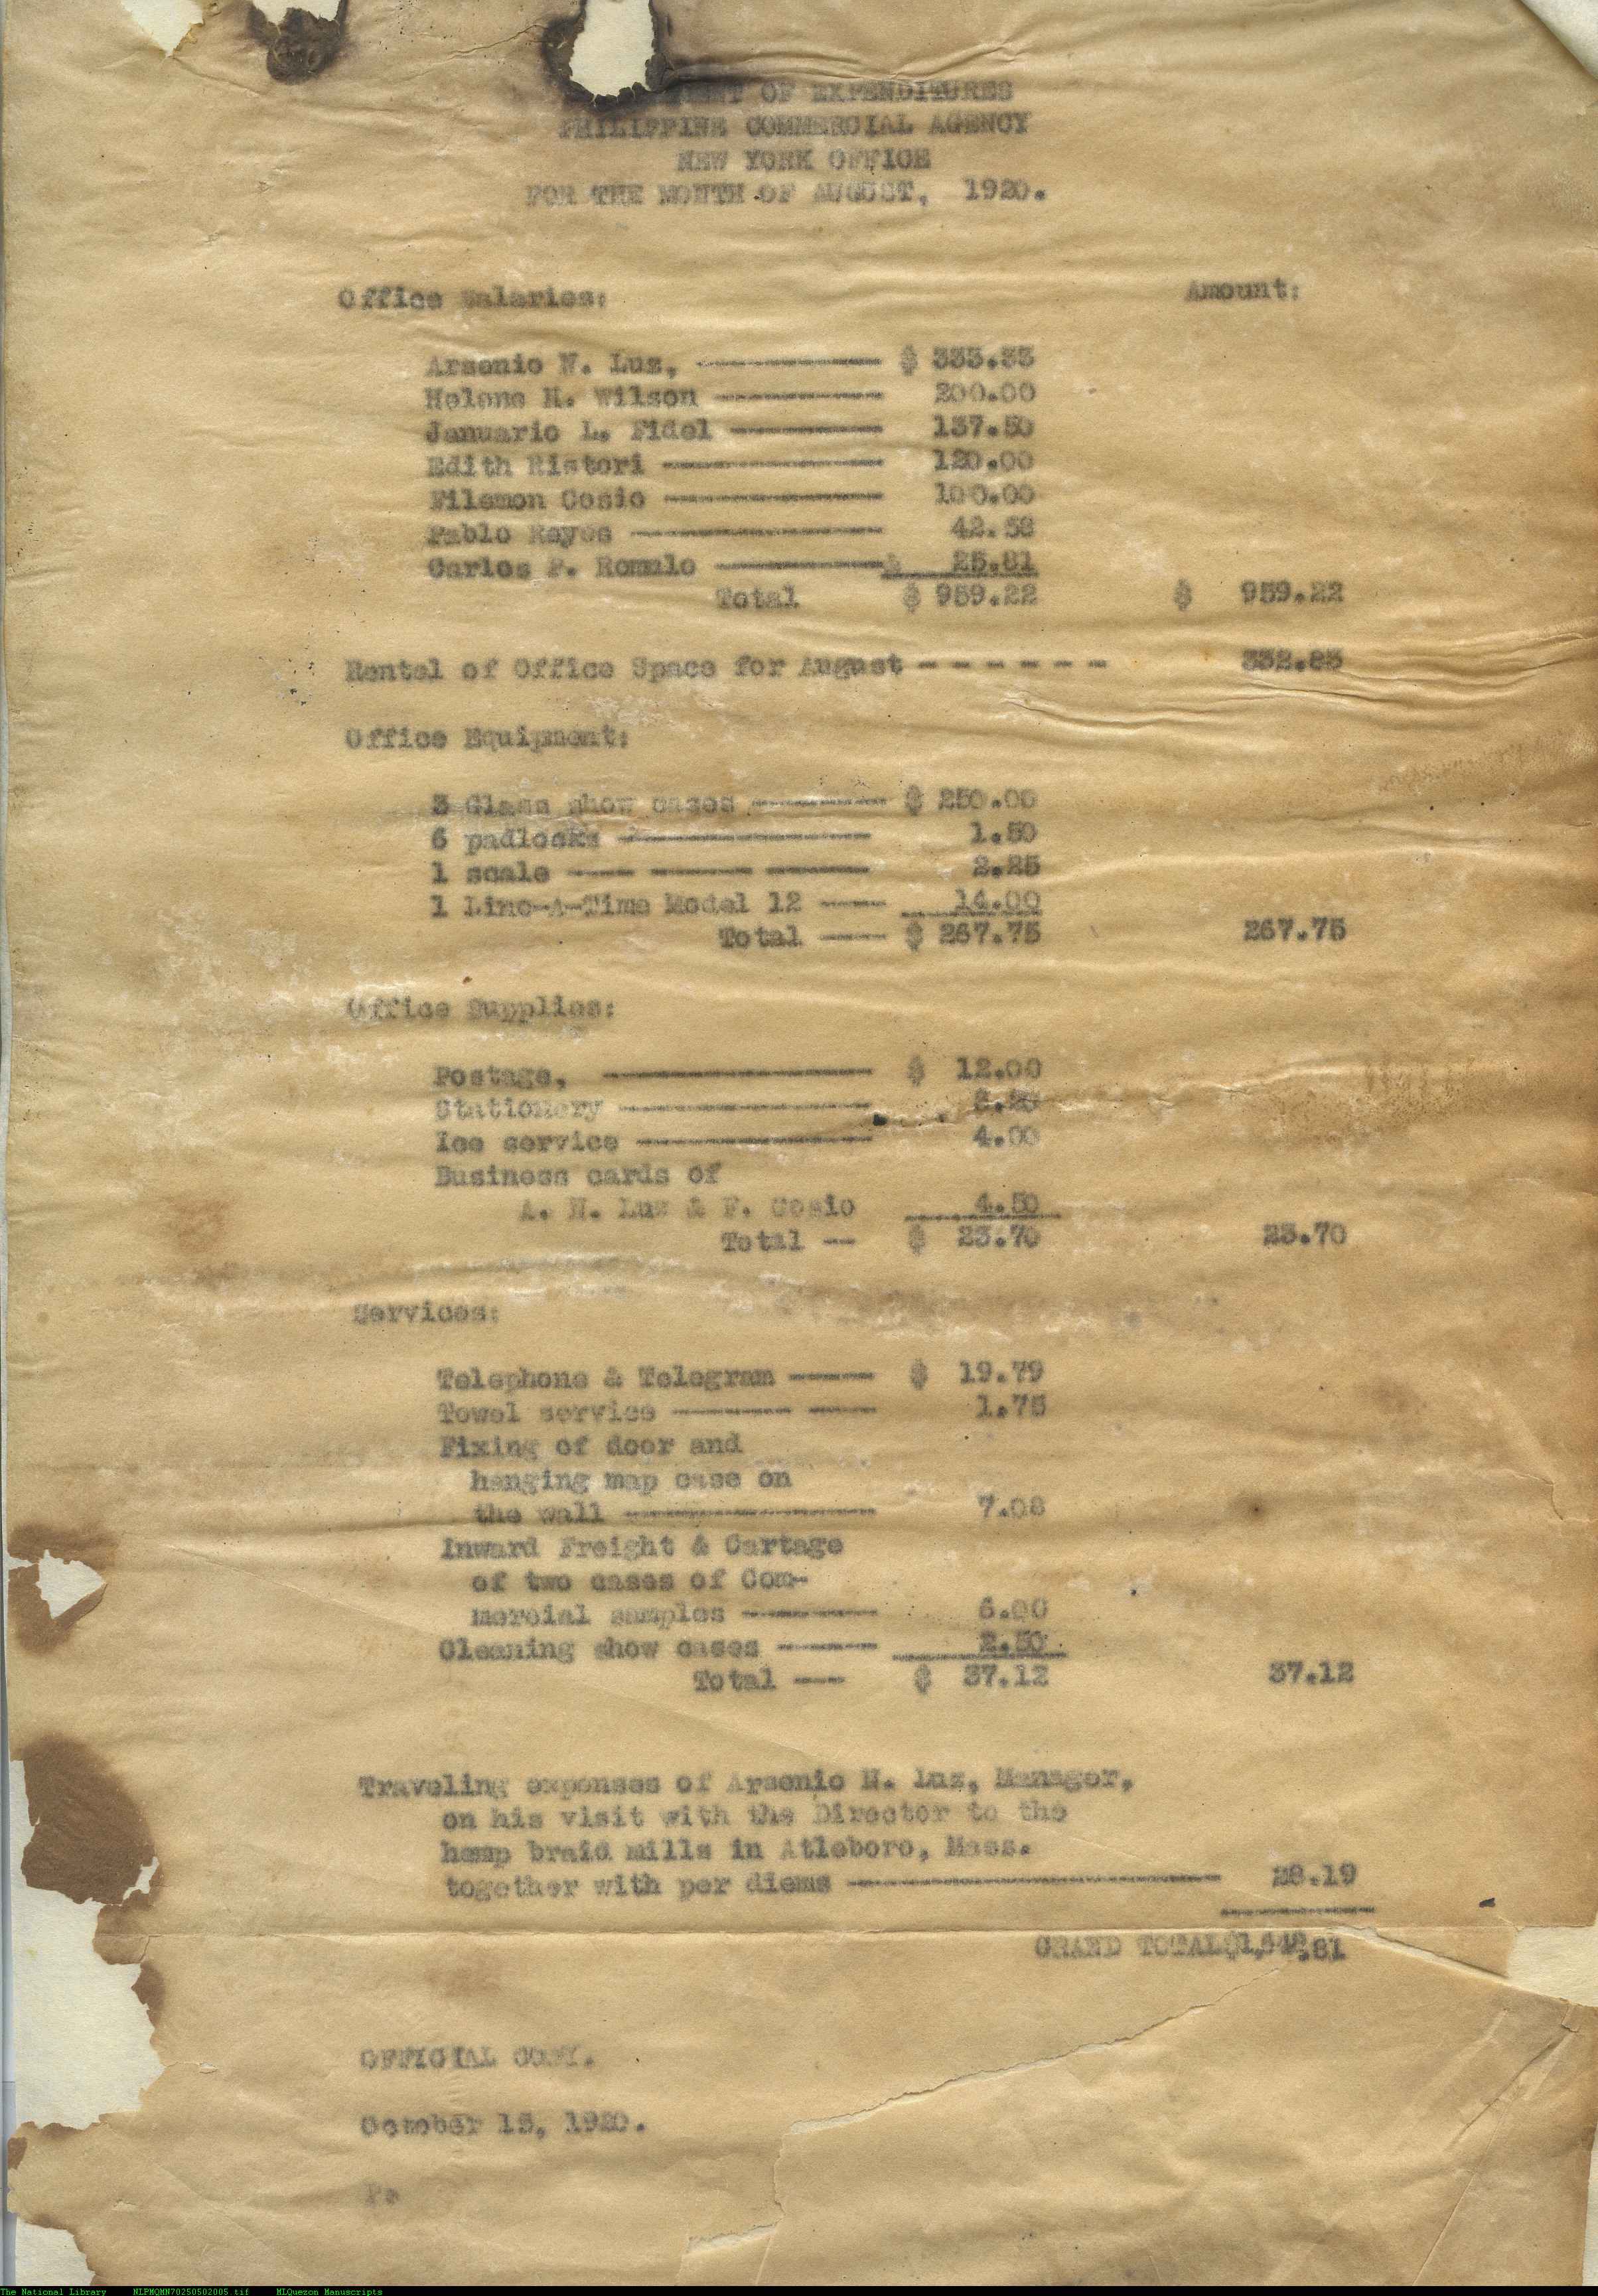 OF EXPENDITURES
PHILIPPINE COMMERCIAL AGENCY
NEW YORK OFFICE
FOR THE MONTH OF AUGUST, 1920.
Office Salaries: Amount:
Arsenio N. Luz, ---------- $ 333.33
Helene H. Wilson ---------- 200.00
Januario L. Fidel ---------- 137.50
Edith Ristori ---------- 120.00
Filemon Cosio ---------- 100.00
Pablo Reyes ---------- 42.58
Carlos P. Romulo ---------- 25.81
Total $ 959.22 $ 959.22
Rental of Office Space for August - - - - - - 332.83
Office Equipment:
3 Glass show cases -------- $ 250.00
6 padlocks ---------- 1.50
1 scale ---- ------ ------ 2.25
1 Line-A-Time Model 12 ---- 14.00
Total ---- $ 267.75 267.75
Office Supplies:
Postage, ---------- $ 12.00
Stationery ---------- 3.20
Ice service ---------- 4.00
Business cards of
A. N. Luz & F. Cosio 4.50
Total -- $ 23.70 23.70
Services:
Telephone & Telegram ----- $ 19.79
Towel service ------- ---- 1.75
Fixing of door and
hanging map case on
the wall ---------- 7.08
Inward Freight & Cartage
of two cases of Com-
mercial samples -------- 6.00
Cleaning show cases ------ 2.50
Total --- $ 37.12 37.12
Traveling expenses of Arsenio N. Luz, Manager,
on his visit with the Director to the
hemp braid mills in Atleboro, Mass.
together with per diems ---------- 28.19
GRAND TOTAL $1,648.81
OFFICIAL COPY.
October 15, 1920.
The National Library NLPMQMN70250502005.tif MLQuezon Manuscripts